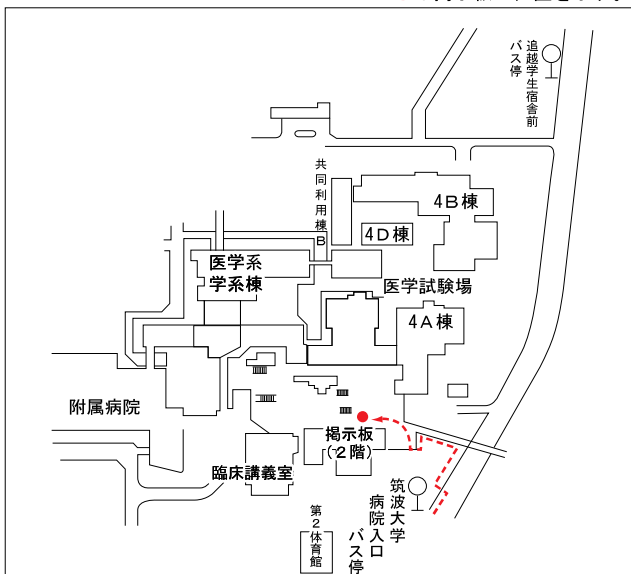 追越学生宿舎前
バス停
共同利用棟B
4B棟
4D棟
医学系
学系棟
医学試験場
4A棟
附属病院
掲示板
(2階)
臨床講義室
筑波大学
病院入口
バス停
第2体育館